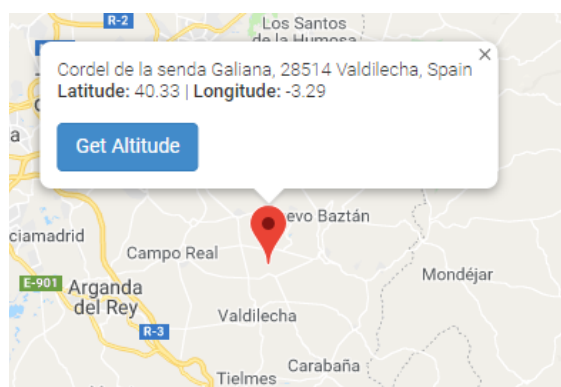 R-2
Los Santos
de la Humosa
×
Cordel de la senda Galiana, 28514 Valdilecha, Spain
Latitude: 40.33 | Longitude: -3.29
Get Altitude
a
evo Baztán
ciamadrid
Campo Real
Mondéjar
E-901
Arganda
del Rey
Valdilecha
R-3
Carabaña
Tielmes